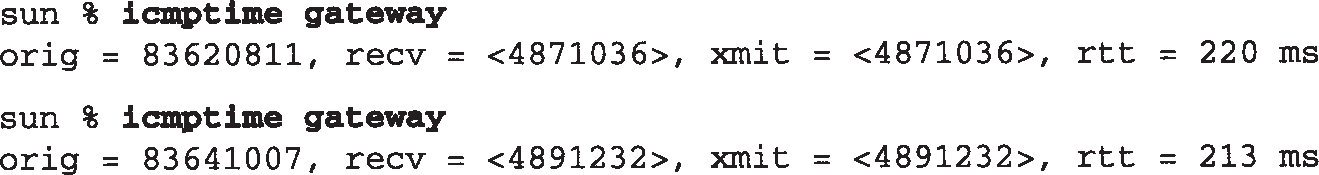 sun % icmptime gateway
orig = 83620811, recv = <4871036>, xmit = <4871036>, rtt = 220 ms
sun % icmptime gateway
orig = 83641007, recv = <4891232>, xmit = <4891232>, rtt = 213 ms